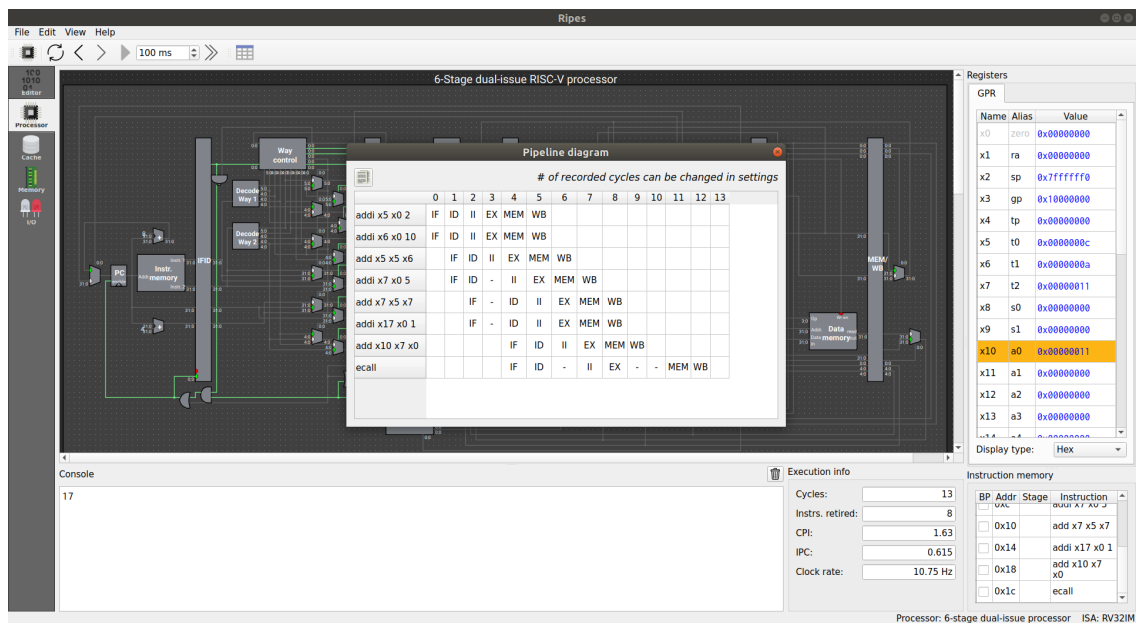 Ripes
File Edit View Help
100 ms
Editor
Processor
Cache
Memory
I/O
6-Stage dual-issue RISC-V processor
Way control
Decode Way 1
Decode Way 2
PC
Instr. memory
IFID
MEM/WB
Data memory
Pipeline diagram
# of recorded cycles can be changed in settings
0 1 2 3 4 5 6 7 8 9 10 11 12 13
addi x5 x0 2 IF ID II EX MEM WB
addi x6 x0 10 IF ID II EX MEM WB
add x5 x5 x6 IF ID II EX MEM WB
addi x7 x0 5 IF ID - II EX MEM WB
add x7 x5 x7 IF - ID II EX MEM WB
addi x17 x0 1 IF - ID II EX MEM WB
add x10 x7 x0 IF ID II EX MEM WB
ecall IF ID - II EX - - MEM WB
Registers
GPR
Name Alias Value
x0 zero 0x00000000
x1 ra 0x00000000
x2 sp 0x7ffffff0
x3 gp 0x10000000
x4 tp 0x00000000
x5 t0 0x0000000c
x6 t1 0x0000000a
x7 t2 0x00000011
x8 s0 0x00000000
x9 s1 0x00000000
x10 a0 0x00000011
x11 a1 0x00000000
x12 a2 0x00000000
x13 a3 0x00000000
Display type: Hex
Console
17
Execution info
Cycles: 13
Instrs. retired: 8
CPI: 1.63
IPC: 0.615
Clock rate: 10.75 Hz
Instruction memory
BP Addr Stage Instruction
0xc addi x7 x0 5
0x10 add x7 x5 x7
0x14 addi x17 x0 1
0x18 add x10 x7 x0
0x1c ecall
Processor: 6-stage dual-issue processor ISA: RV32IM